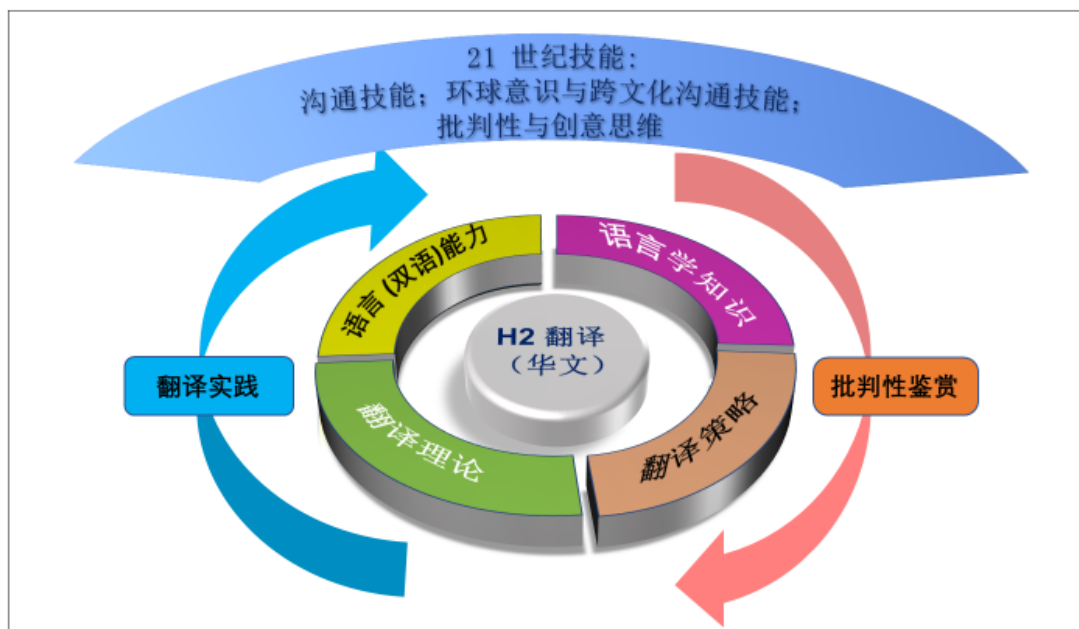 21 世纪技能:
沟通技能；环球意识与跨文化沟通技能；
批判性与创意思维
语言(双语)能力
语言学知识
H2 翻译
（华文）
翻译实践
批判性鉴赏
翻译理论
翻译策略